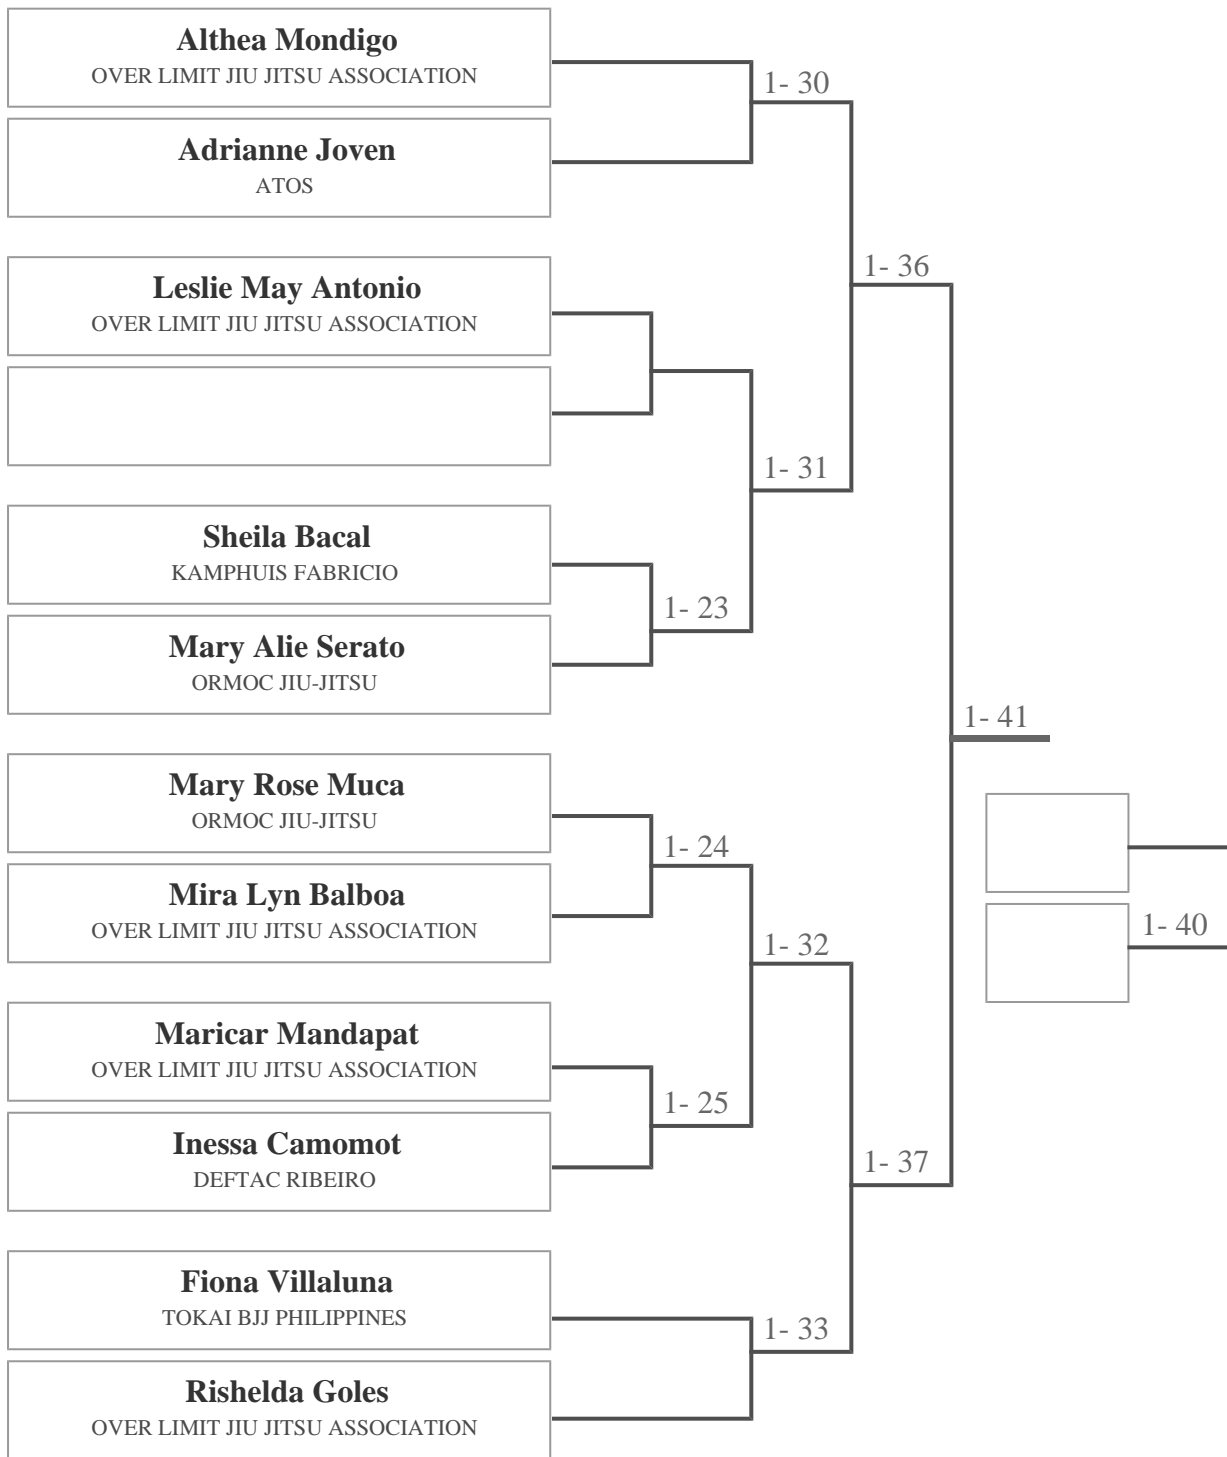 Althea Mondigo
OVER LIMIT JIU JITSU ASSOCIATION
1- 30
Adrianne Joven
ATOS
1- 36
Leslie May Antonio
OVER LIMIT JIU JITSU ASSOCIATION
1- 31
Sheila Bacal
KAMPHUIS FABRICIO
1- 23
Mary Alie Serato
ORMOC JIU-JITSU
1- 41
Mary Rose Muca
ORMOC JIU-JITSU
1- 24
Mira Lyn Balboa
OVER LIMIT JIU JITSU ASSOCIATION
1- 40
1- 32
Maricar Mandapat
OVER LIMIT JIU JITSU ASSOCIATION
1- 25
Inessa Camomot
DEFTAC RIBEIRO
1- 37
Fiona Villaluna
TOKAI BJJ PHILIPPINES
1- 33
Rishelda Goles
OVER LIMIT JIU JITSU ASSOCIATION